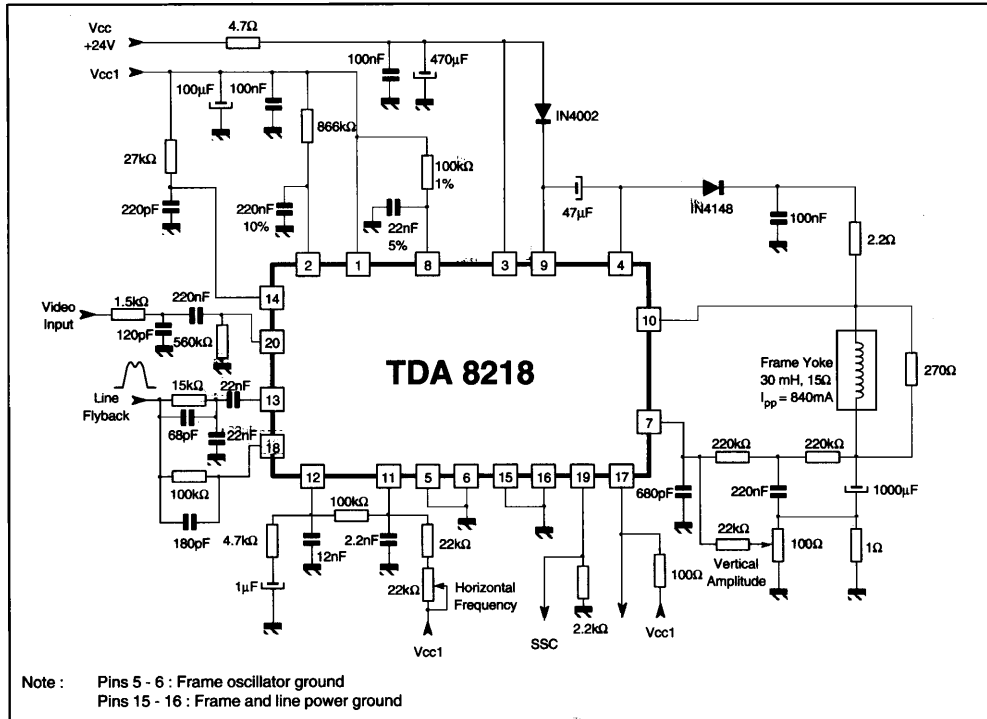 Vcc
+24V
4.7Ω
Vcc1
100µF
100nF
100nF
470µF
866kΩ
IN4002
27kΩ
100kΩ
1%
220pF
220nF
10%
22nF
5%
47µF
IN4148
100nF
2.2Ω
2
1
8
3
9
4
14
10
Video
Input
1.5kΩ
220nF
120pF
560kΩ
20
TDA 8218
Frame Yoke
30 mH, 15Ω
Ipp = 840mA
270Ω
Line
Flyback
15kΩ
22nF
13
68pF
22nF
18
7
100kΩ
180pF
12
11
5
6
15
16
19
17
220kΩ
220kΩ
680pF
220nF
1000µF
100kΩ
4.7kΩ
12nF
2.2nF
22kΩ
22kΩ
100Ω
1Ω
Vertical
Amplitude
1µF
22kΩ
Horizontal
Frequency
2.2kΩ
100Ω
Vcc1
SSC
Vcc1
Note : Pins 5 - 6 : Frame oscillator ground
Pins 15 - 16 : Frame and line power ground